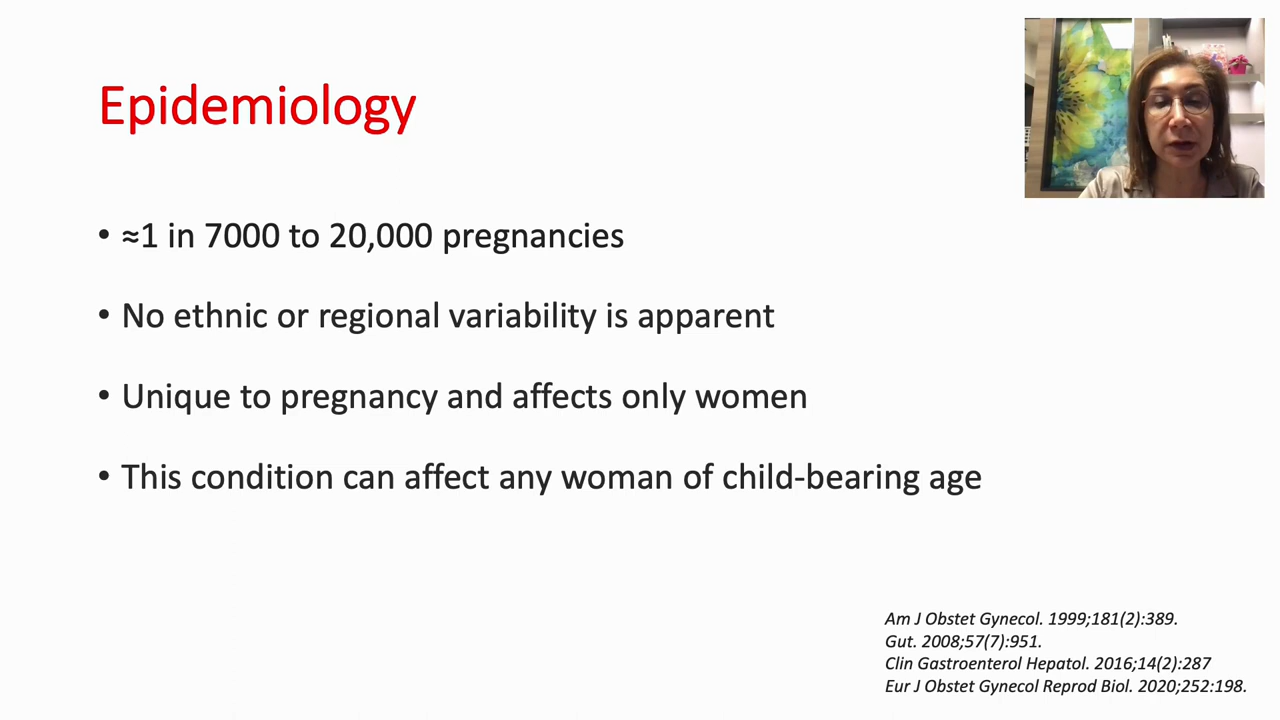 Epidemiology
• ≈1 in 7000 to 20,000 pregnancies
• No ethnic or regional variability is apparent
• Unique to pregnancy and affects only women
• This condition can affect any woman of child-bearing age
Am J Obstet Gynecol. 1999;181(2):389.
Gut. 2008;57(7):951.
Clin Gastroenterol Hepatol. 2016;14(2):287
Eur J Obstet Gynecol Reprod Biol. 2020;252:198.